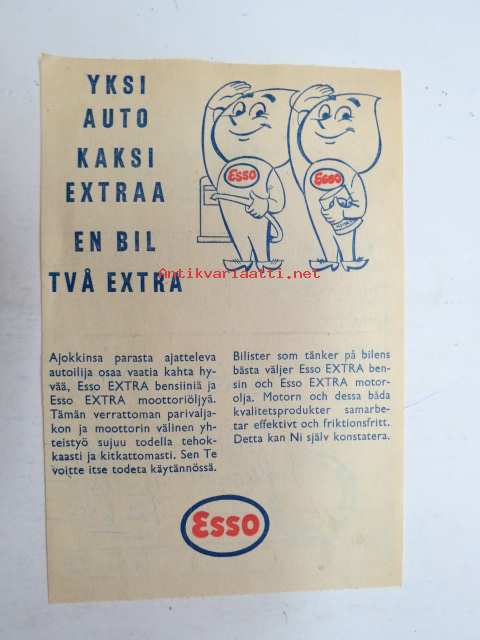 YKSI
AUTO
KAKSI
EXTRAA
EN BIL
TVÅ EXTRA
Esso
Esso
Antikvariaatti.net
Ajokkinsa parasta ajatteleva
autoilija osaa vaatia kahta hy-
vää, Esso EXTRA bensiiniä ja
Esso EXTRA moottoriöljyä.
Tämän verrattoman parivalja-
kon ja moottorin välinen yh-
teistyö sujuu todella tehok-
kaasti ja kitkattomasti. Sen Te
voitte itse todeta käytännössä.
Bilister som tänker på bilens
bästa väljer Esso EXTRA ben-
sin och Esso EXTRA motor-
olja. Motorn och dessa båda
kvalitetsprodukter samarbe-
tar effektivt och friktionsfritt.
Detta kan Ni själv konstatera.
Esso